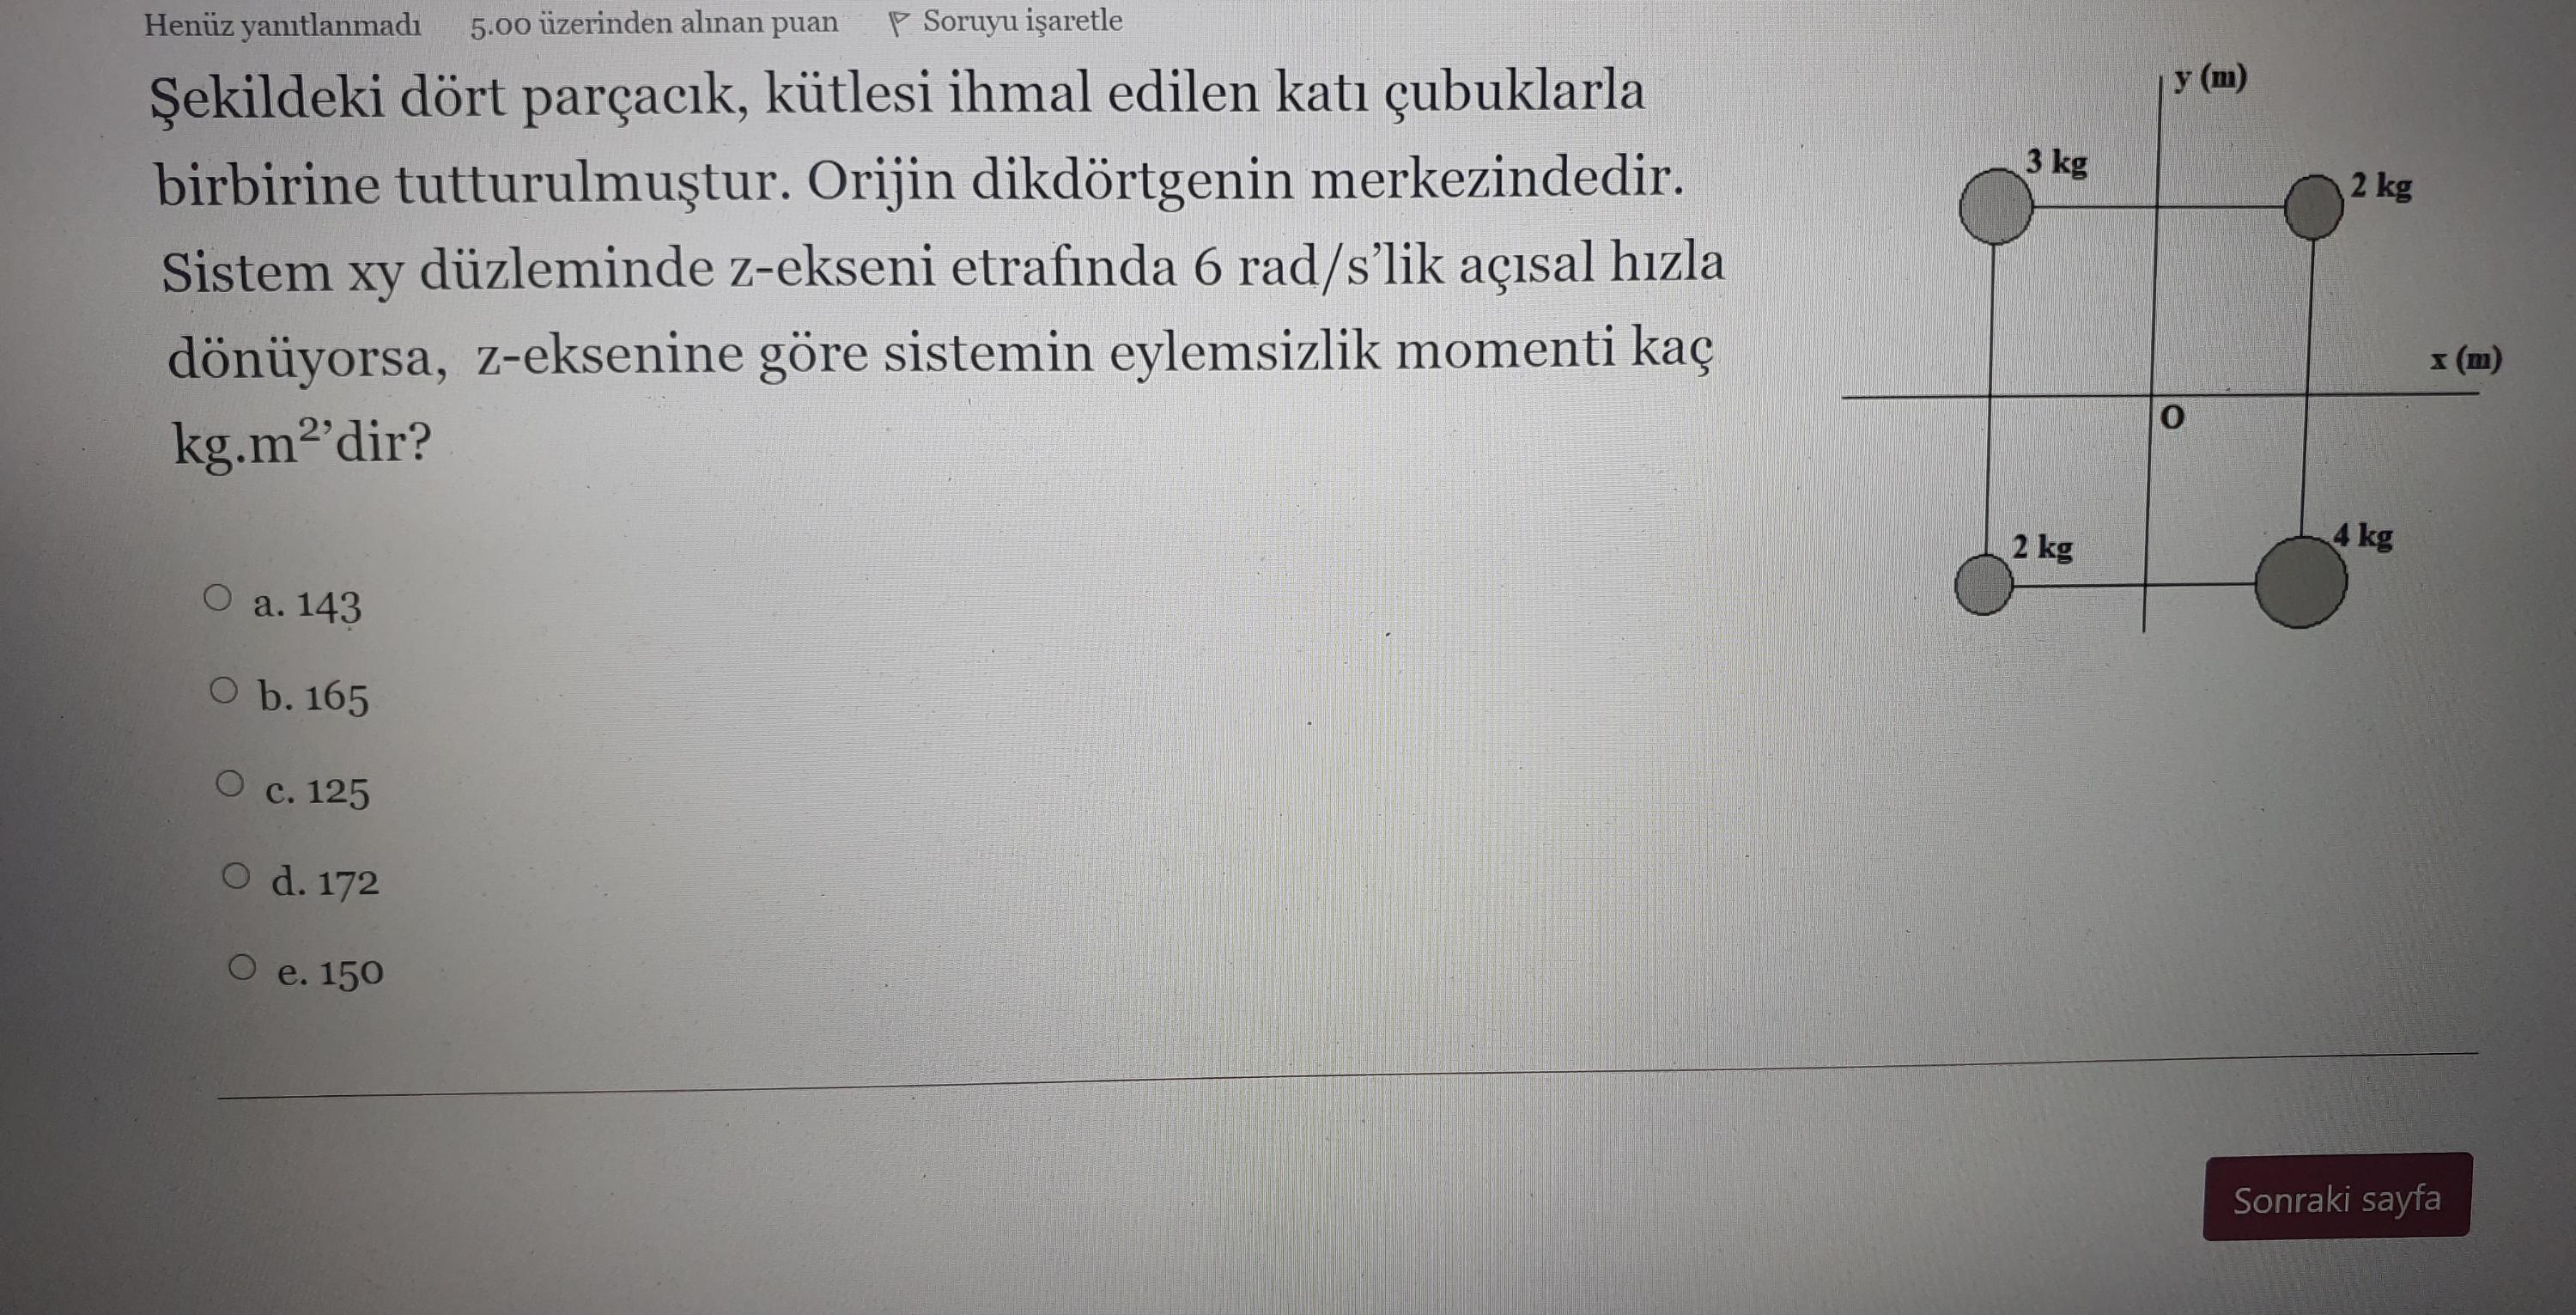 Henüz yanıtlanmadı 5.00 üzerinden alınan puan Soruyu işaretle
Şekildeki dört parçacık, kütlesi ihmal edilen katı çubuklarla
birbirine tutturulmuştur. Orijin dikdörtgenin merkezindedir.
Sistem xy düzleminde z-ekseni etrafında 6 rad/s’lik açısal hızla
dönüyorsa, z-eksenine göre sistemin eylemsizlik momenti kaç
kg.m²’dir?
y (m)
3 kg
2 kg
x (m)
O
2 kg
4 kg
a. 143
b. 165
c. 125
d. 172
e. 150
Sonraki sayfa